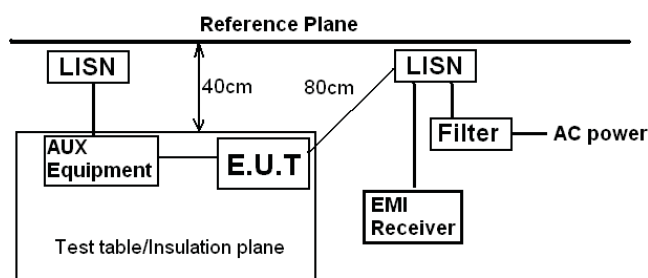 Reference Plane
LISN
40cm
80cm
LISN
AUX
Equipment
E.U.T
Filter
AC power
EMI
Receiver
Test table/Insulation plane